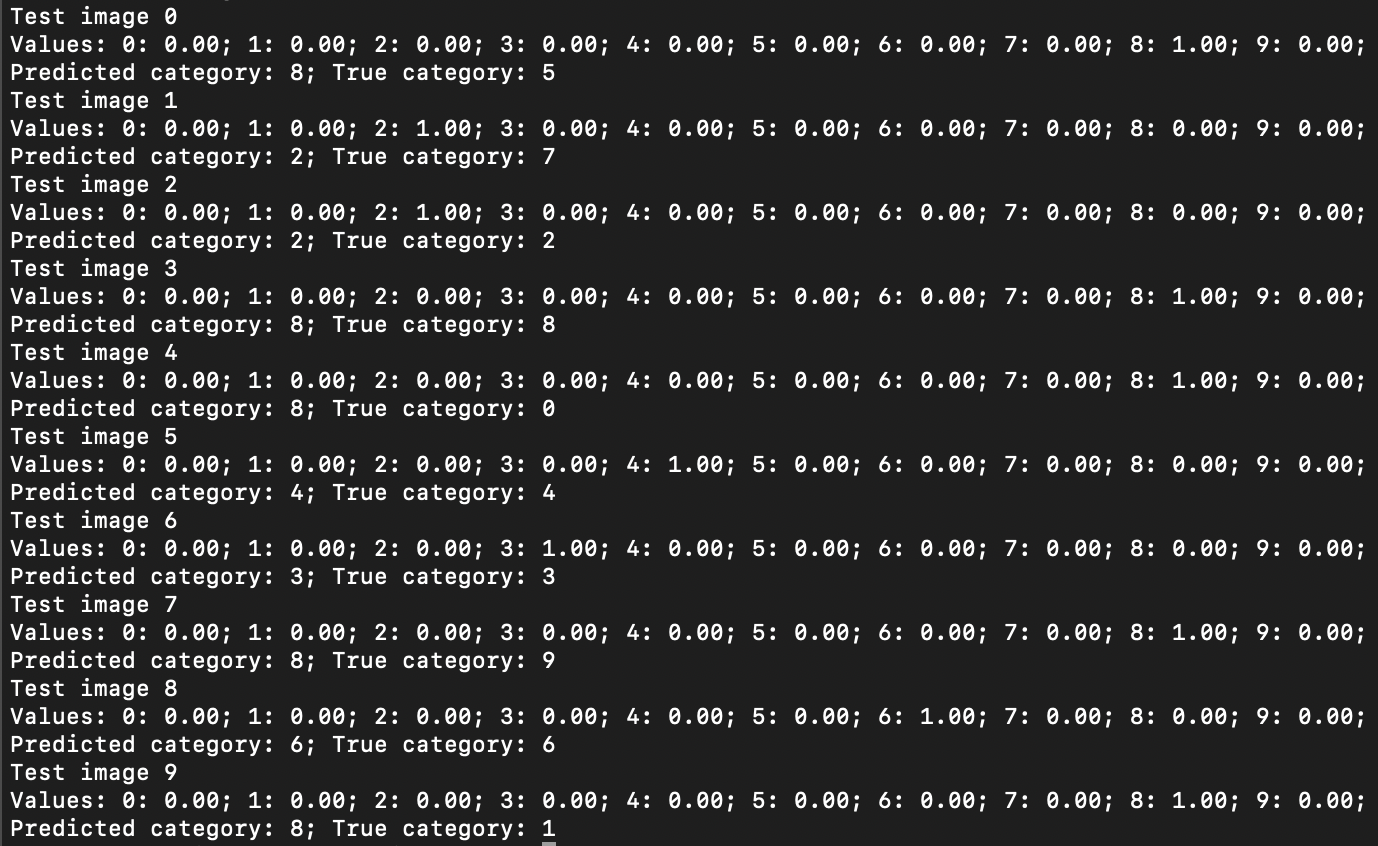 Test image 0
Values: 0: 0.00; 1: 0.00; 2: 0.00; 3: 0.00; 4: 0.00; 5: 0.00; 6: 0.00; 7: 0.00; 8: 1.00; 9: 0.00;
Predicted category: 8; True category: 5
Test image 1
Values: 0: 0.00; 1: 0.00; 2: 1.00; 3: 0.00; 4: 0.00; 5: 0.00; 6: 0.00; 7: 0.00; 8: 0.00; 9: 0.00;
Predicted category: 2; True category: 7
Test image 2
Values: 0: 0.00; 1: 0.00; 2: 1.00; 3: 0.00; 4: 0.00; 5: 0.00; 6: 0.00; 7: 0.00; 8: 0.00; 9: 0.00;
Predicted category: 2; True category: 2
Test image 3
Values: 0: 0.00; 1: 0.00; 2: 0.00; 3: 0.00; 4: 0.00; 5: 0.00; 6: 0.00; 7: 0.00; 8: 1.00; 9: 0.00;
Predicted category: 8; True category: 8
Test image 4
Values: 0: 0.00; 1: 0.00; 2: 0.00; 3: 0.00; 4: 0.00; 5: 0.00; 6: 0.00; 7: 0.00; 8: 1.00; 9: 0.00;
Predicted category: 8; True category: 0
Test image 5
Values: 0: 0.00; 1: 0.00; 2: 0.00; 3: 0.00; 4: 1.00; 5: 0.00; 6: 0.00; 7: 0.00; 8: 0.00; 9: 0.00;
Predicted category: 4; True category: 4
Test image 6
Values: 0: 0.00; 1: 0.00; 2: 0.00; 3: 1.00; 4: 0.00; 5: 0.00; 6: 0.00; 7: 0.00; 8: 0.00; 9: 0.00;
Predicted category: 3; True category: 3
Test image 7
Values: 0: 0.00; 1: 0.00; 2: 0.00; 3: 0.00; 4: 0.00; 5: 0.00; 6: 0.00; 7: 0.00; 8: 1.00; 9: 0.00;
Predicted category: 8; True category: 9
Test image 8
Values: 0: 0.00; 1: 0.00; 2: 0.00; 3: 0.00; 4: 0.00; 5: 0.00; 6: 1.00; 7: 0.00; 8: 0.00; 9: 0.00;
Predicted category: 6; True category: 6
Test image 9
Values: 0: 0.00; 1: 0.00; 2: 0.00; 3: 0.00; 4: 0.00; 5: 0.00; 6: 0.00; 7: 0.00; 8: 1.00; 9: 0.00;
Predicted category: 8; True category: 1